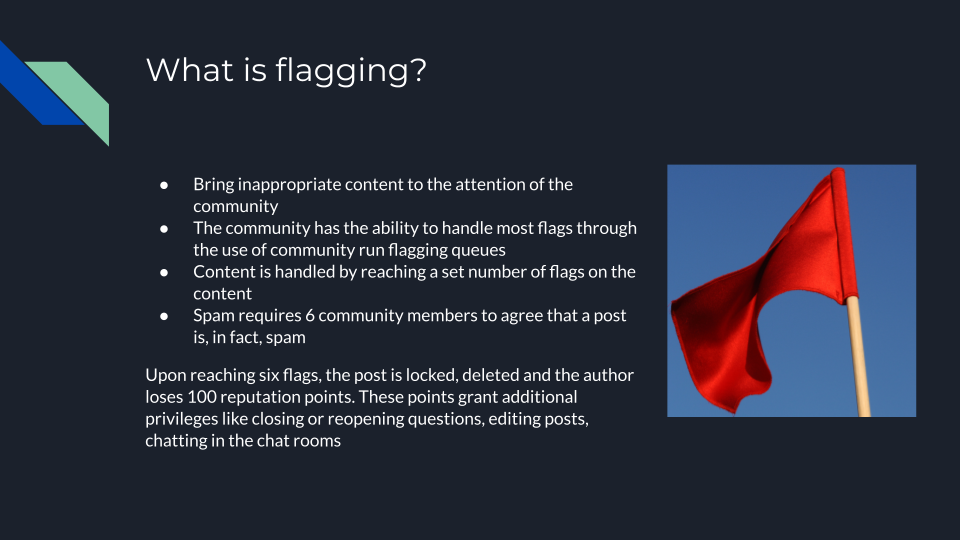 What is flagging?
● Bring inappropriate content to the attention of the
community
● The community has the ability to handle most flags through
the use of community run flagging queues
● Content is handled by reaching a set number of flags on the
content
● Spam requires 6 community members to agree that a post
is, in fact, spam
Upon reaching six flags, the post is locked, deleted and the author
loses 100 reputation points. These points grant additional
privileges like closing or reopening questions, editing posts,
chatting in the chat rooms